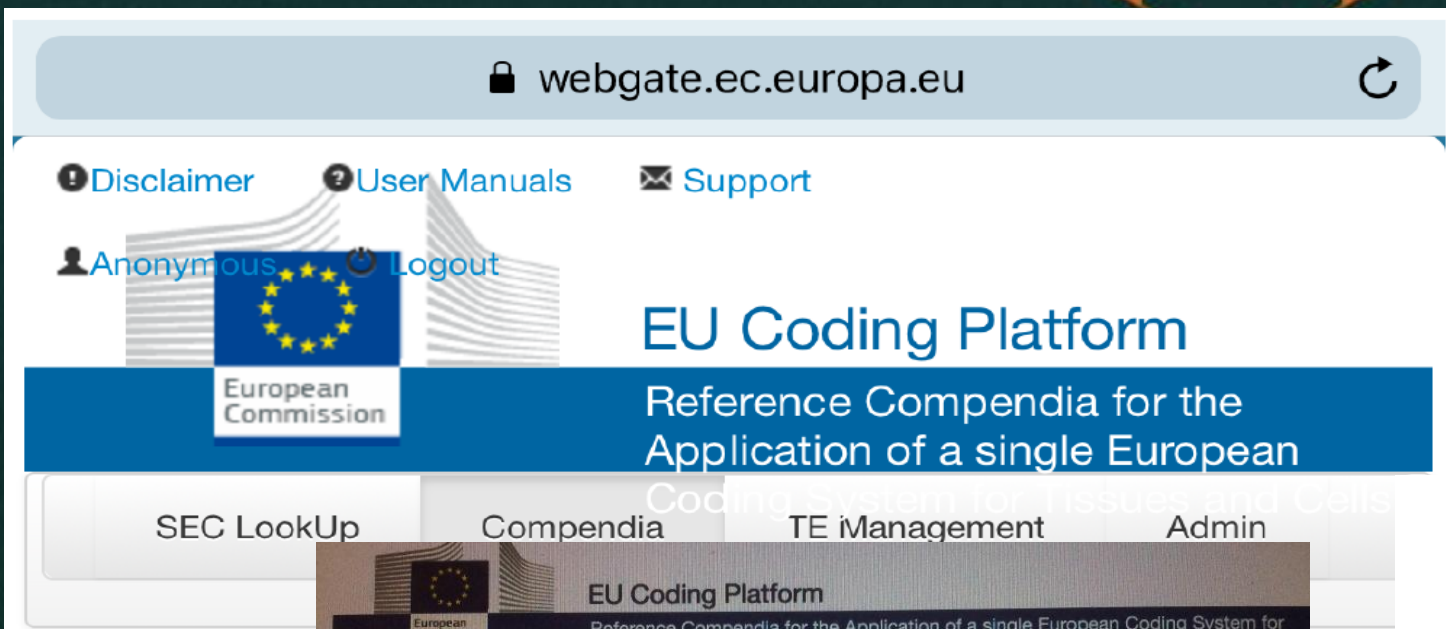 webgate.ec.europa.eu
Disclaimer User Manuals Support
Anonymous Logout
EU Coding Platform
European
Commission
Reference Compendia for the
Application of a single European
Coding System for Tissues and Cells
SEC LookUp Compendia TE Management Admin
EU Coding Platform
European
Reference Compendia for the Application of a single European Coding System for